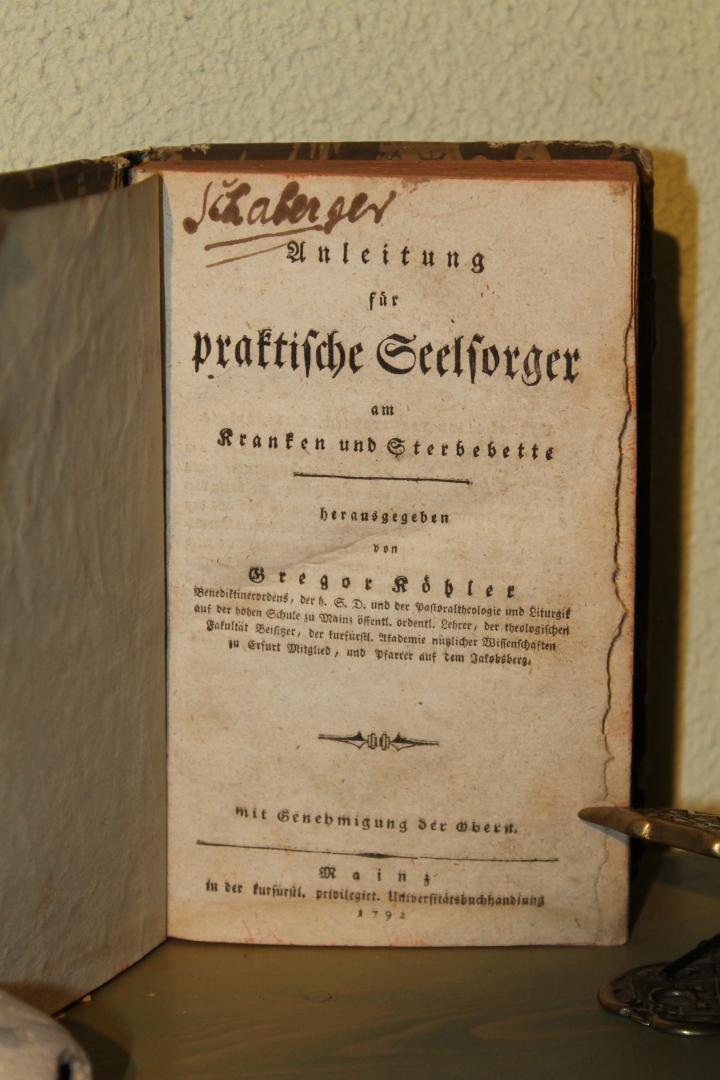 Schaberger
Anleitung
für
praktische Seelsorger
am
Kranken und Sterbebette
herausgegeben
von
Gregor Köhler
Benediktinerordens, der h. S. D. und der Pastoraltheologie und Liturgik
auf der hohen Schule zu Mainz öffentl. ordentl. Lehrer, der theologischen
Fakultät Beisitzer, der kurfürstl. Akademie nützlicher Wissenschaften
zu Erfurt Mitglied, und Pfarrer auf dem Jakobsberg.
mit Genehmigung der Obern.
Mainz
in der kurfürstl. privilegirt. Universitätsbuchhandlung
1792